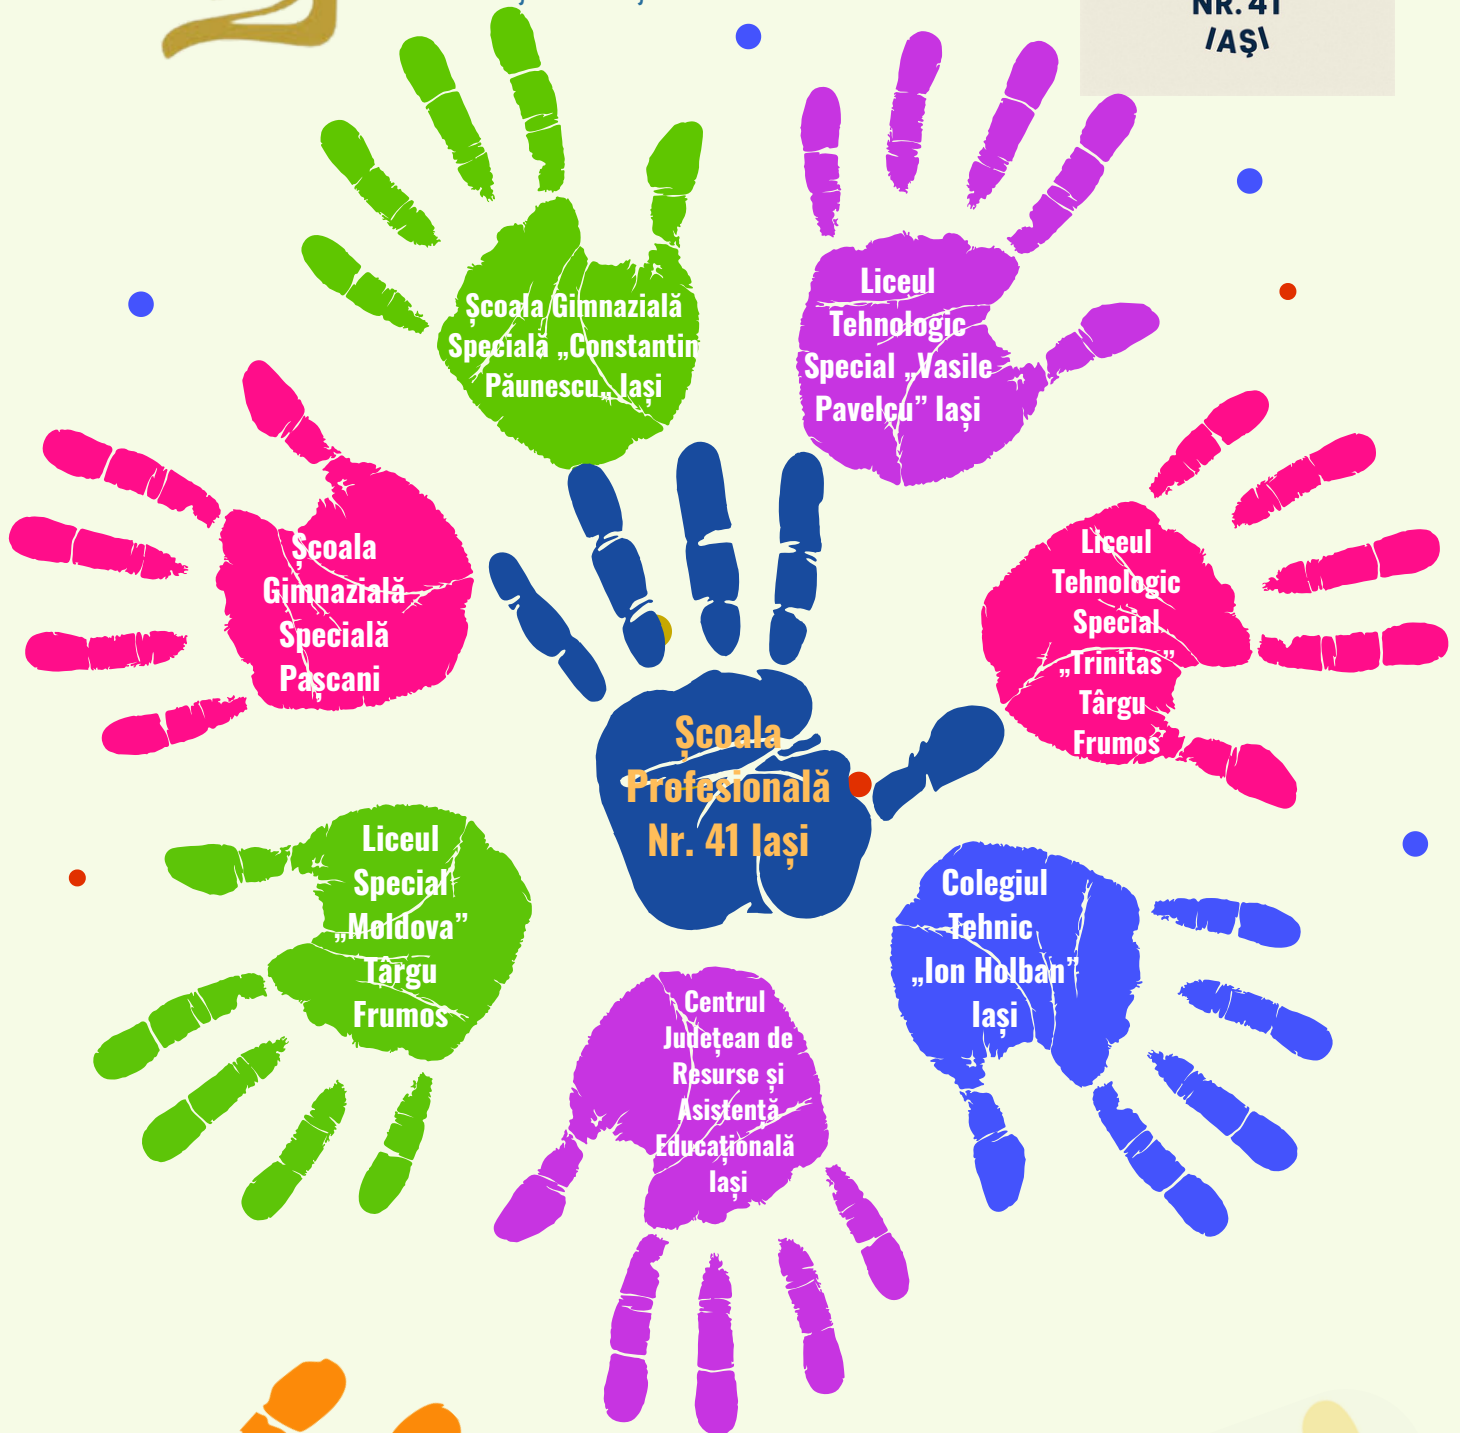 NR. 41
IAȘI
Școala Gimnazială
Specială „Constantin
Păunescu„ Iași
Liceul
Tehnologic
Special „Vasile
Pavelcu” Iași
Școala
Gimnazială
Specială
Pașcani
Liceul
Tehnologic
Special
„Trinitas”
Târgu
Frumos
Școala
Profesională
Nr. 41 Iași
Liceul
Special
„Moldova”
Târgu
Frumos
Colegiul
Tehnic
„Ion Holban”
Iași
Centrul
Județean de
Resurse și
Asistență
Educațională
Iași